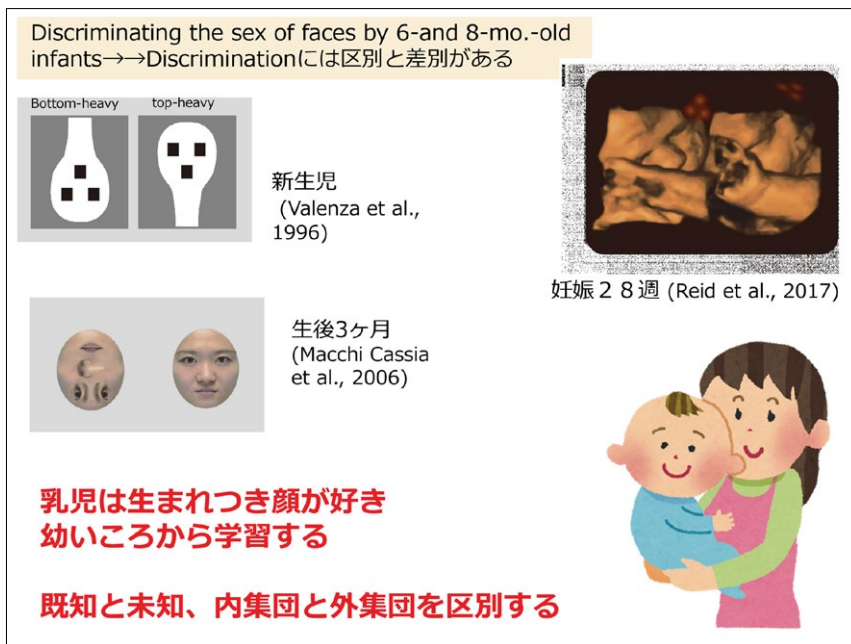 Discriminating the sex of faces by 6-and 8-mo.-old
infants→→Discriminationには区別と差別がある
Bottom-heavy
top-heavy
新生児
(Valenza et al.,
1996)
妊娠２８週 (Reid et al., 2017)
生後3ヶ月
(Macchi Cassia
et al., 2006)
乳児は生まれつき顔が好き
幼いころから学習する
既知と未知、内集団と外集団を区別する